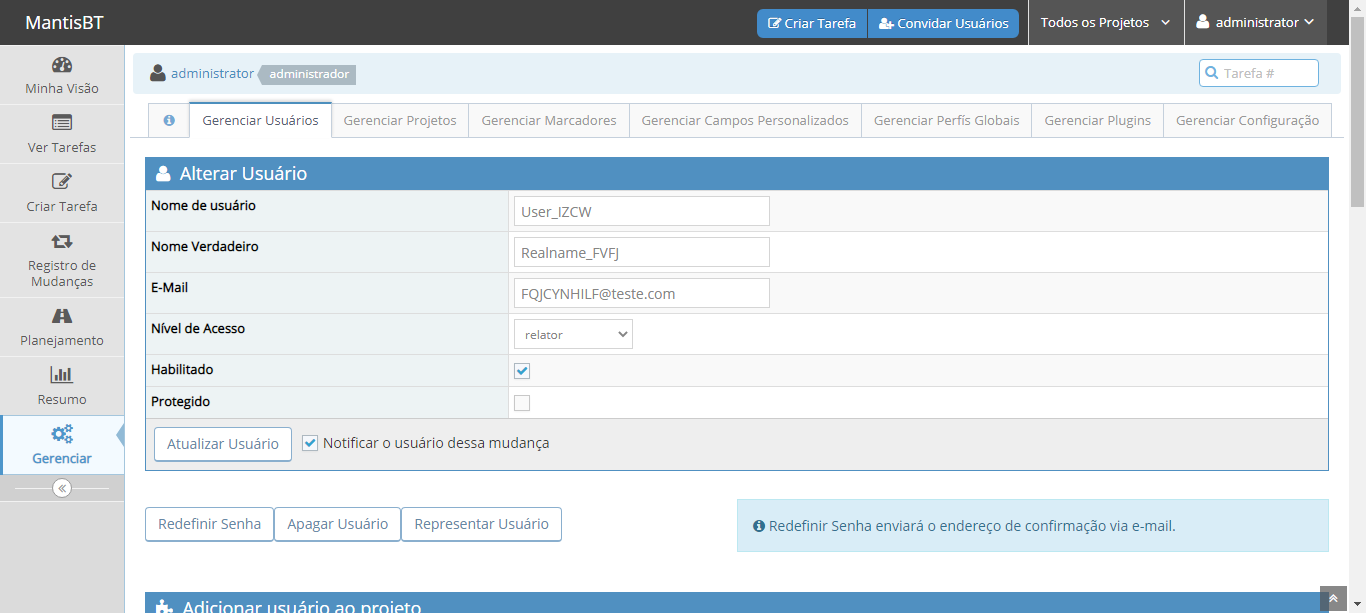 MantisBT
Criar Tarefa
Convidar Usuários
Todos os Projetos
administrator
Minha Visão
Ver Tarefas
Criar Tarefa
Registro de
Mudanças
Planejamento
Resumo
Gerenciar
administrator
administrador
Tarefa #
Gerenciar Usuários
Gerenciar Projetos
Gerenciar Marcadores
Gerenciar Campos Personalizados
Gerenciar Perfís Globais
Gerenciar Plugins
Gerenciar Configuração
Alterar Usuário
Nome de usuário
User_IZCW
Nome Verdadeiro
Realname_FVFJ
E-Mail
FQJCYNHILF@teste.com
Nível de Acesso
relator
Habilitado
Protegido
Atualizar Usuário
Notificar o usuário dessa mudança
Redefinir Senha
Apagar Usuário
Representar Usuário
Redefinir Senha enviará o endereço de confirmação via e-mail.
Adicionar usuário ao projeto